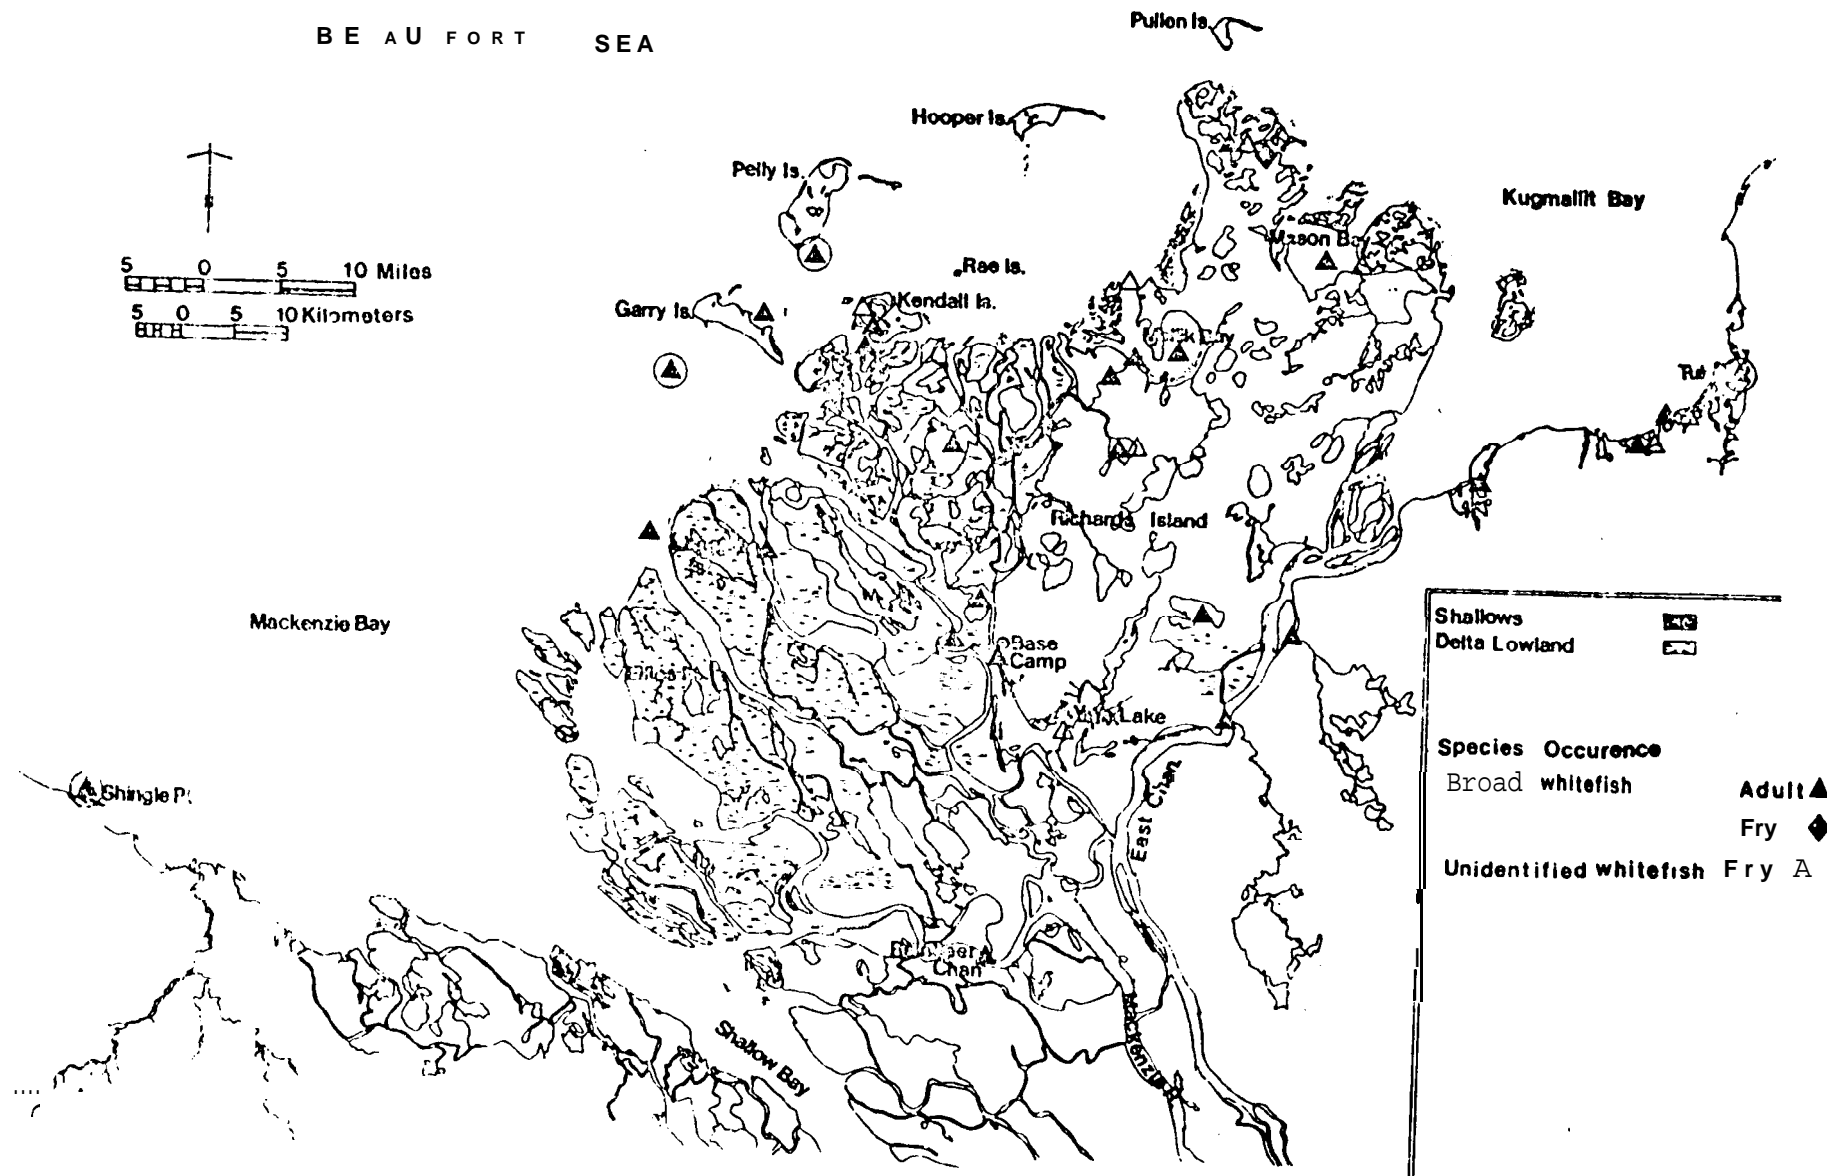 BEAUFORT SEA
Pullen Is.
Hooper Is.
Pelly Is.
Kugmallit Bay
Mason Bay
Rae Is.
5 0 5 10 Miles
Kendall Is.
Garry Is.
5 0 5 10 Kilometers
Tuk
Richards Island
Shallows
Mackenzie Bay
Delta Lowland
Base
Camp
Lake
Species Occurence
Shingle Pt.
Broad whitefish Adult
Fry
East Chan
Unidentified whitefish Fry A
Chan
Shallow Bay
Mackenzie R